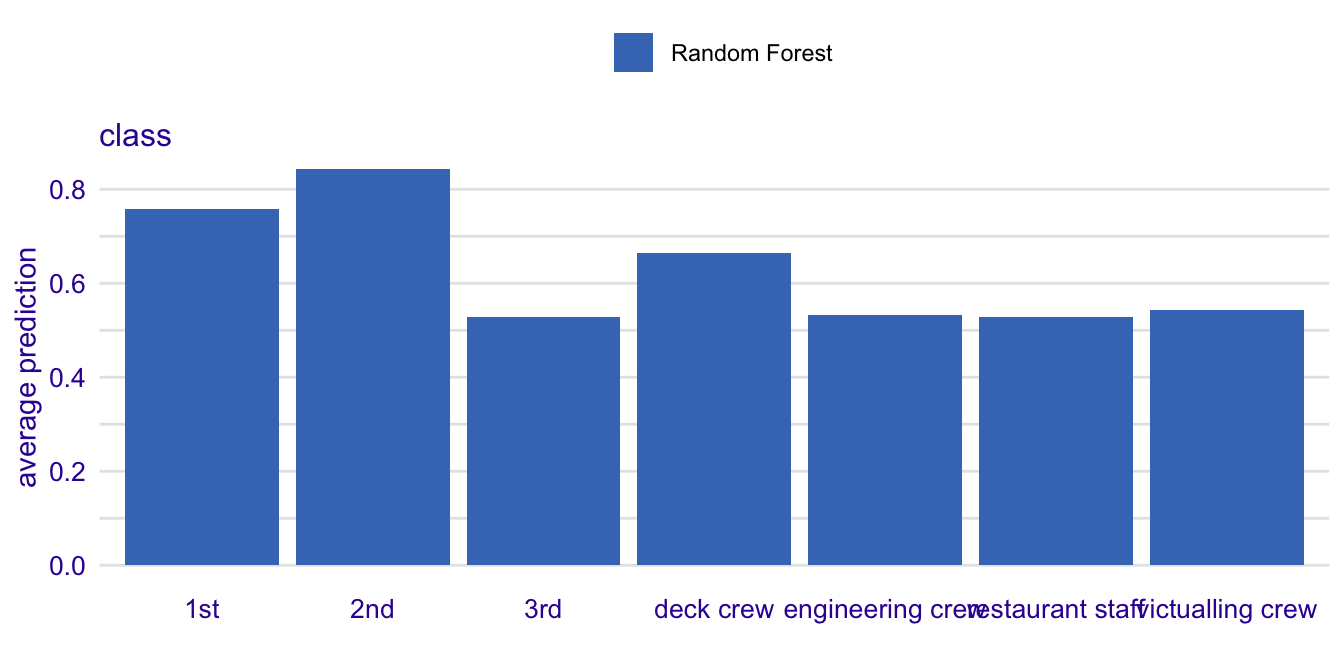 Random Forest
class
average prediction
0.8
0.6
0.4
0.2
0.0
1st
2nd
3rd
deck crew
engineering crew
restaurant staff
victualling crew